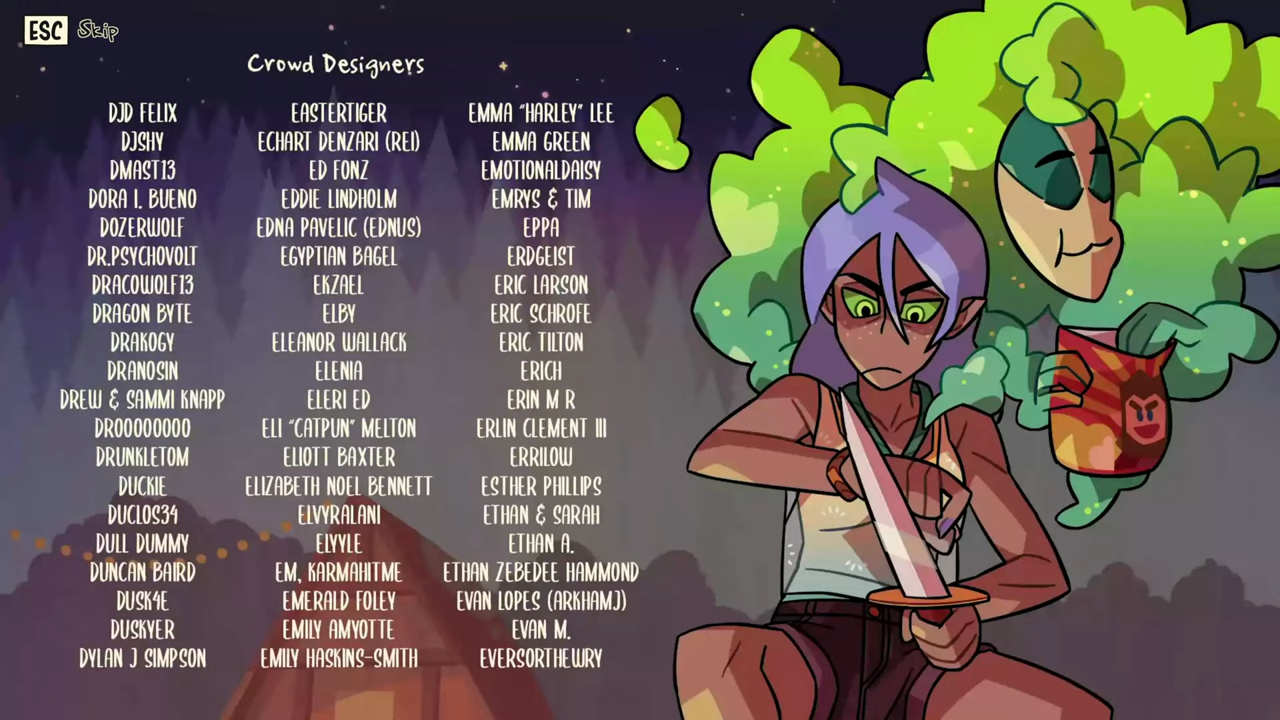 ESC Skip
Crowd Designers
DJD FELIX
DJSHY
DMAST13
DORA I. BUENO
DOZERWOLF
DR.PSYCHOVOLT
DRACOWOLF13
DRAGON BYTE
DRAKOGY
DRANOSIN
DREW & SAMMI KNAPP
DROOOOOOOO
DRUNKLETOM
DUCKIE
DUCLOS34
DULL DUMMY
DUNCAN BAIRD
DUSK4E
DUSKYER
DYLAN J SIMPSON
EASTERTIGER
ECHART DENZARI (REI)
ED FONZ
EDDIE LINDHOLM
EDNA PAVELIC (EDNUS)
EGYPTIAN BAGEL
EKZAEL
ELBY
ELEANOR WALLACK
ELENIA
ELERI ED
ELI "CATPUN" MELTON
ELIOTT BAXTER
ELIZABETH NOEL BENNETT
ELVYRALANI
ELYYLE
EM, KARMAHITME
EMERALD FOLEY
EMILY AMYOTTE
EMILY HASKINS-SMITH
EMMA "HARLEY" LEE
EMMA GREEN
EMOTIONALDAISY
EMRYS & TIM
EPPA
ERDGEIST
ERIC LARSON
ERIC SCHROFE
ERIC TILTON
ERICH
ERIN M R
ERLIN CLEMENT III
ERRILOW
ESTHER PHILLIPS
ETHAN & SARAH
ETHAN A.
ETHAN ZEBEDEE HAMMOND
EVAN LOPES (ARKHAMJ)
EVAN M.
EVERSORTHEWRY